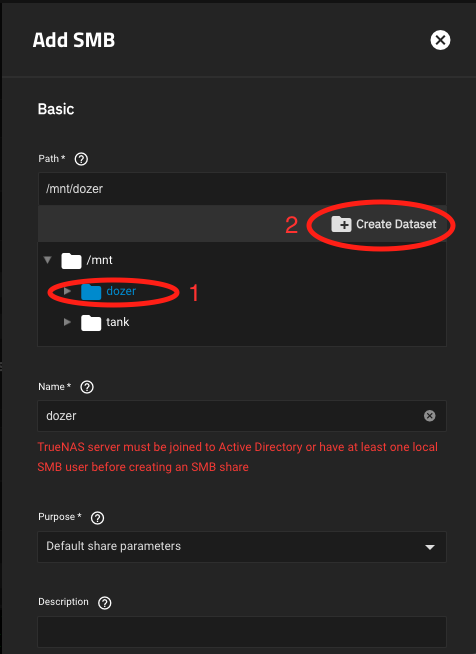 Add SMB
Basic
Path *
/mnt/dozer
2 Create Dataset
/mnt
dozer 1
tank
Name *
dozer
TrueNAS server must be joined to Active Directory or have at least one local
SMB user before creating an SMB share
Purpose *
Default share parameters
Description